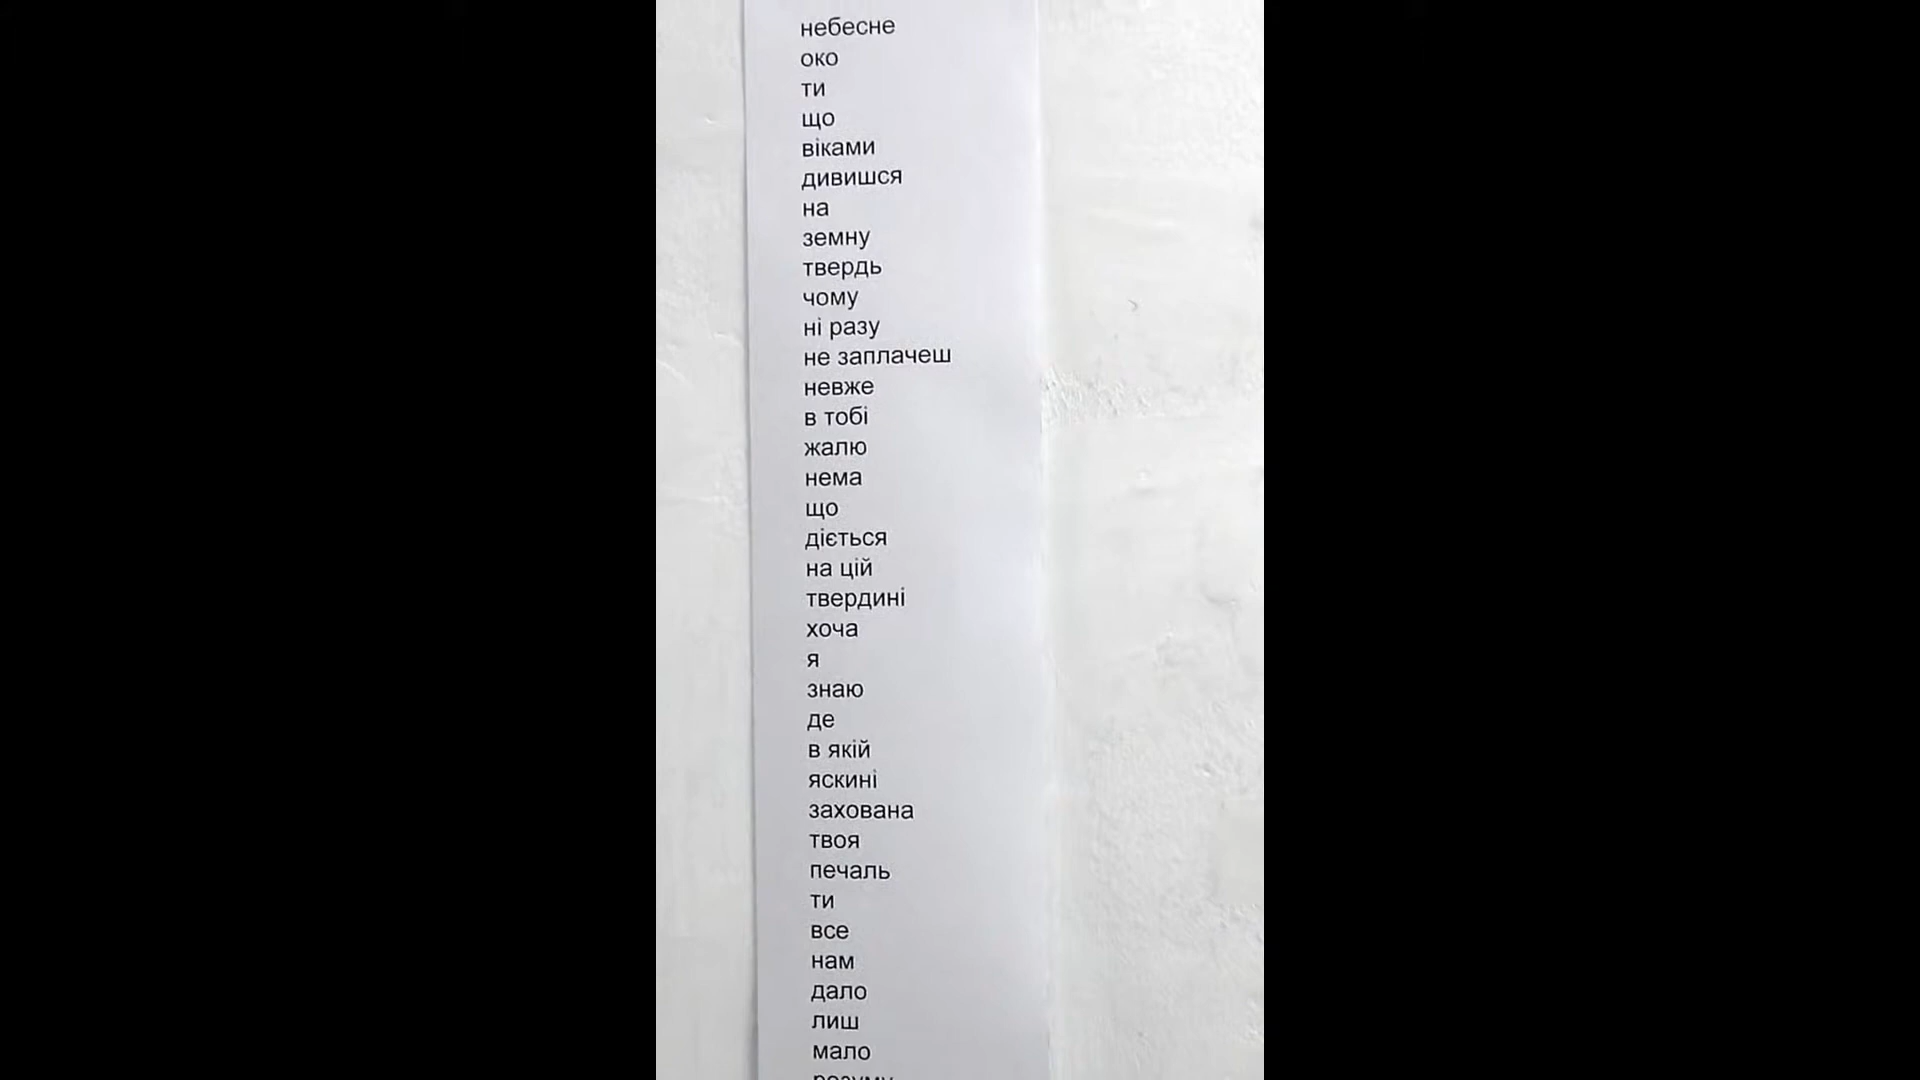 небесне
око
ти
що
віками
дивишся
на
земну
твердь
чому
ні разу
не заплачеш
невже
в тобі
жалю
нема
що
діється
на цій
твердині
хоча
я
знаю
де
в якій
яскині
захована
твоя
печаль
ти
все
нам
дало
лиш
мало